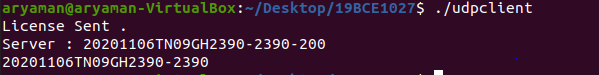 aryaman@aryaman-VirtualBox:~/Desktop/19BCE1027$ ./udpclient
License Sent .
Server : 20201106TN09GH2390-2390-200
20201106TN09GH2390-2390